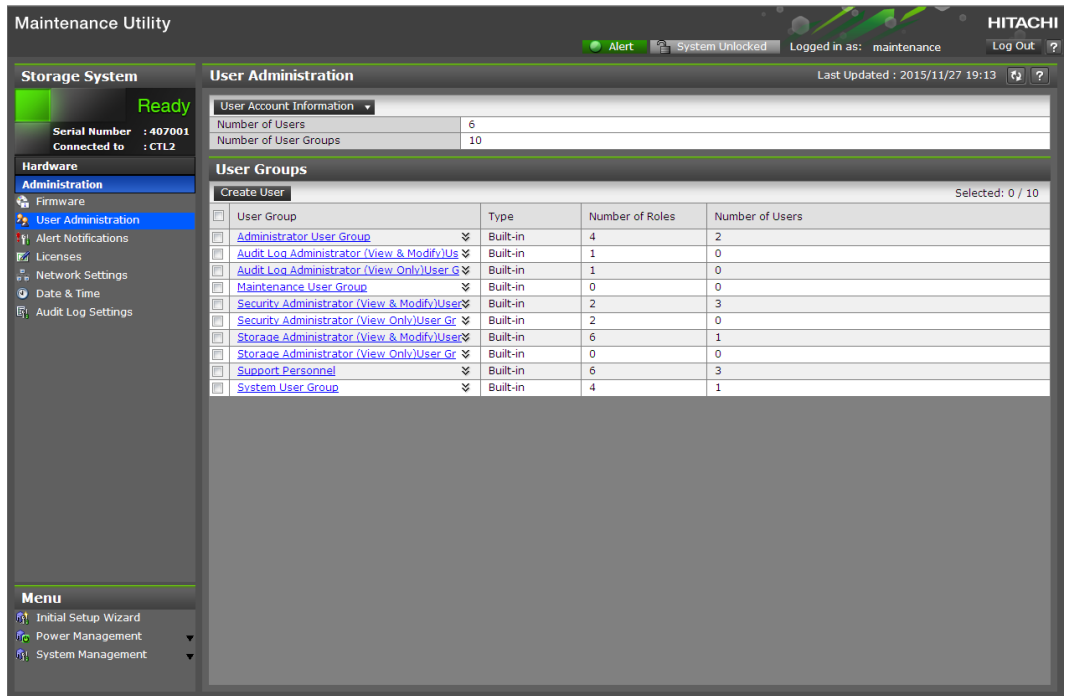 Maintenance Utility
HITACHI
Alert System Unlocked Logged in as: maintenance Log Out ?
Storage System
Ready
Serial Number : 407001
Connected to : CTL2
Hardware
Administration
Firmware
User Administration
Alert Notifications
Licenses
Network Settings
Date & Time
Audit Log Settings
Menu
Initial Setup Wizard
Power Management
System Management
User Administration Last Updated : 2015/11/27 19:13 ?
User Account Information
Number of Users 6
Number of User Groups 10
User Groups
Create User Selected: 0 / 10
User Group Type Number of Roles Number of Users
Administrator User Group Built-in 4 2
Audit Log Administrator (View & Modify)Us Built-in 1 0
Audit Log Administrator (View Only)User G Built-in 1 0
Maintenance User Group Built-in 0 0
Security Administrator (View & Modify)User Built-in 2 3
Security Administrator (View Only)User Gr Built-in 2 0
Storage Administrator (View & Modify)User Built-in 6 1
Storage Administrator (View Only)User Gr Built-in 0 0
Support Personnel Built-in 6 3
System User Group Built-in 4 1